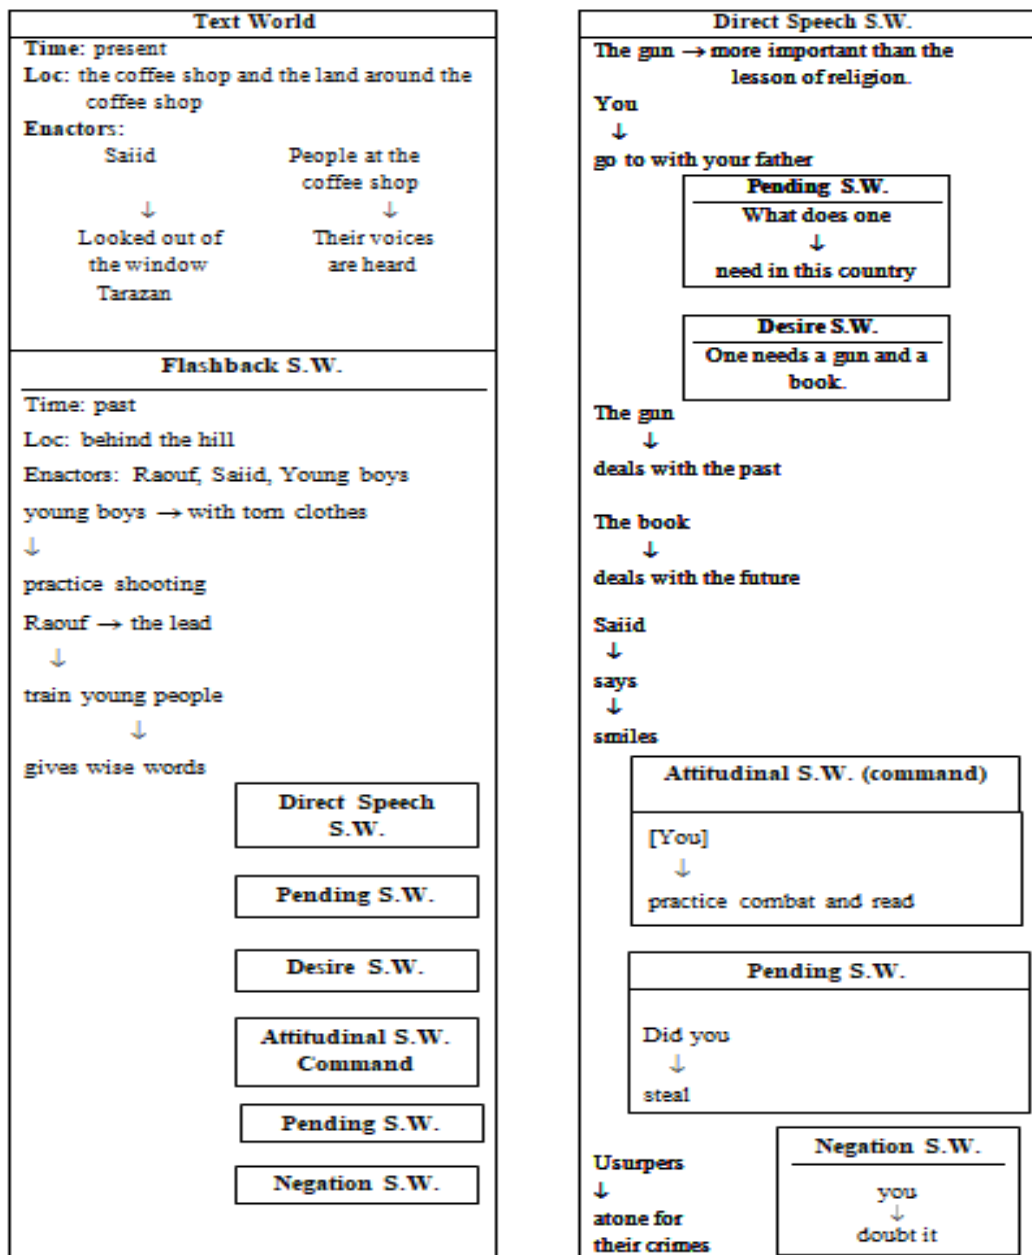 Text World
Time: present
Loc: the coffee shop and the land around the
coffee shop
Enactors:
Saiid People at the
coffee shop
↓ ↓
Looked out of Their voices
the window are heard
Tarazan
Flashback S.W.
Time: past
Loc: behind the hill
Enactors: Raouf, Saiid, Young boys
young boys → with torn clothes
↓
practice shooting
Raouf → the lead
↓
train young people
↓
gives wise words
Direct Speech
S.W.
Pending S.W.
Desire S.W.
Attitudinal S.W.
Command
Pending S.W.
Negation S.W.
Direct Speech S.W.
The gun → more important than the
lesson of religion.
You
↓
go to with your father
Pending S.W.
What does one
↓
need in this country
Desire S.W.
One needs a gun and a
book.
The gun
↓
deals with the past
The book
↓
deals with the future
Saiid
↓
says
↓
smiles
Attitudinal S.W. (command)
[You]
↓
practice combat and read
Pending S.W.
Did you
↓
steal
Usurpers
↓
atone for
their crimes
Negation S.W.
you
↓
doubt it